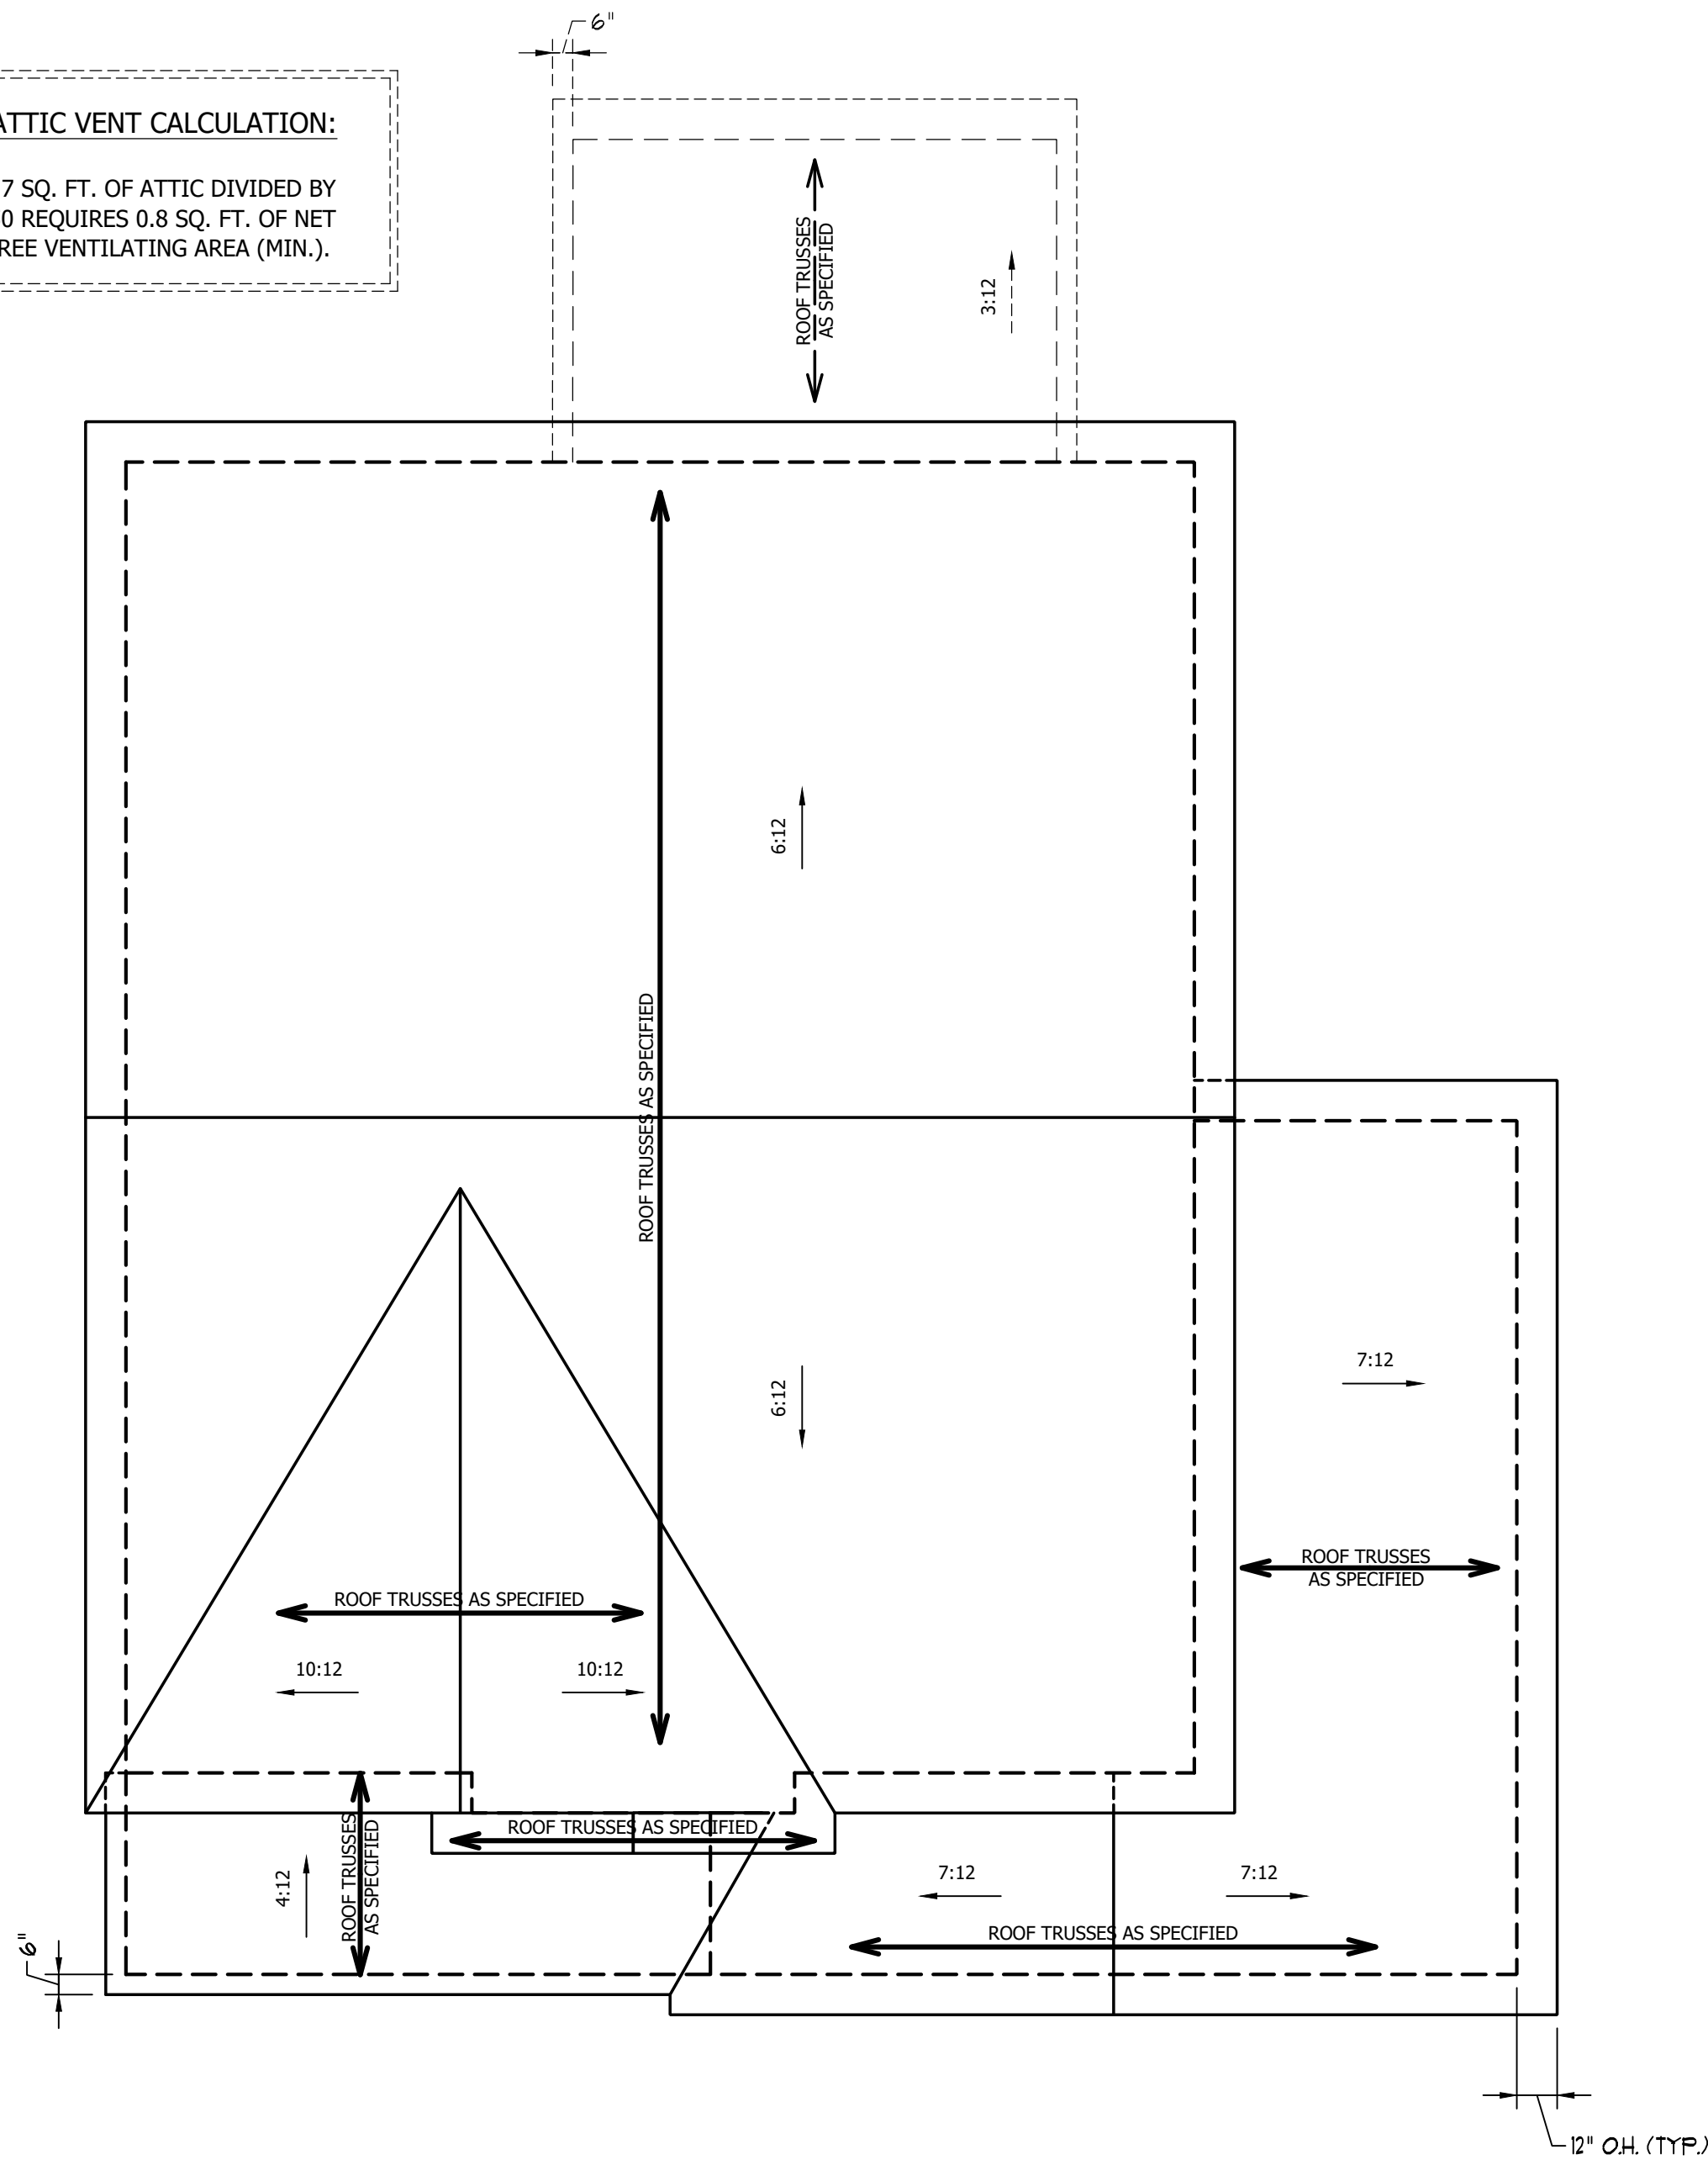 6"
ATTIC VENT CALCULATION:
7 SQ. FT. OF ATTIC DIVIDED BY
0 REQUIRES 0.8 SQ. FT. OF NET
REE VENTILATING AREA (MIN.).
ROOF TRUSSES
AS SPECIFIED
3:12
6:12
ROOF TRUSSES AS SPECIFIED
6:12
7:12
ROOF TRUSSES
AS SPECIFIED
ROOF TRUSSES AS SPECIFIED
10:12
10:12
ROOF TRUSSES AS SPECIFIED
4:12
ROOF TRUSSES
AS SPECIFIED
7:12
7:12
ROOF TRUSSES AS SPECIFIED
6"
12" O.H. (TYP.)